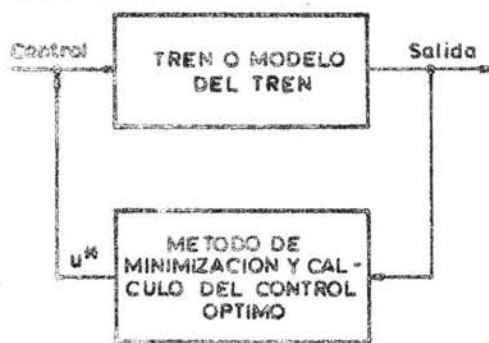 Control
TREN O MODELO
DEL TREN
Salida
u*
METODO DE
MINIMIZACION Y CAL-
CULO DEL CONTROL
OPTIMO